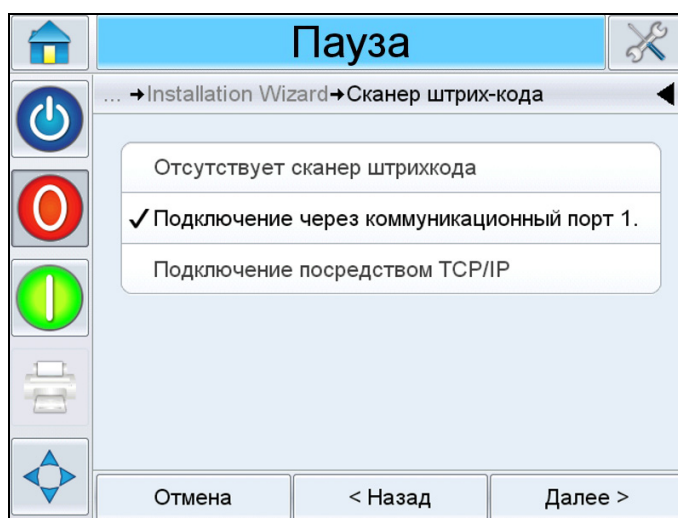 Пауза
... →Installation Wizard→Сканер штрих-кода
Отсутствует сканер штрихкода
✓ Подключение через коммуникационный порт 1.
Подключение посредством TCP/IP
Отмена
< Назад
Далее >